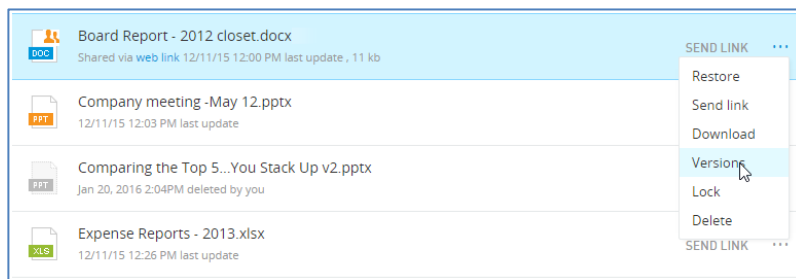 Board Report - 2012 closet.docx
DOC
Shared via web link 12/11/15 12:00 PM last update , 11 kb
SEND LINK ...
Restore
Send link
Download
Versions
Lock
Delete
Company meeting -May 12.pptx
PPT
12/11/15 12:03 PM last update
Comparing the Top 5...You Stack Up v2.pptx
PPT
Jan 20, 2016 2:04PM deleted by you
Expense Reports - 2013.xlsx
XLS
12/11/15 12:26 PM last update
SEND LINK ...